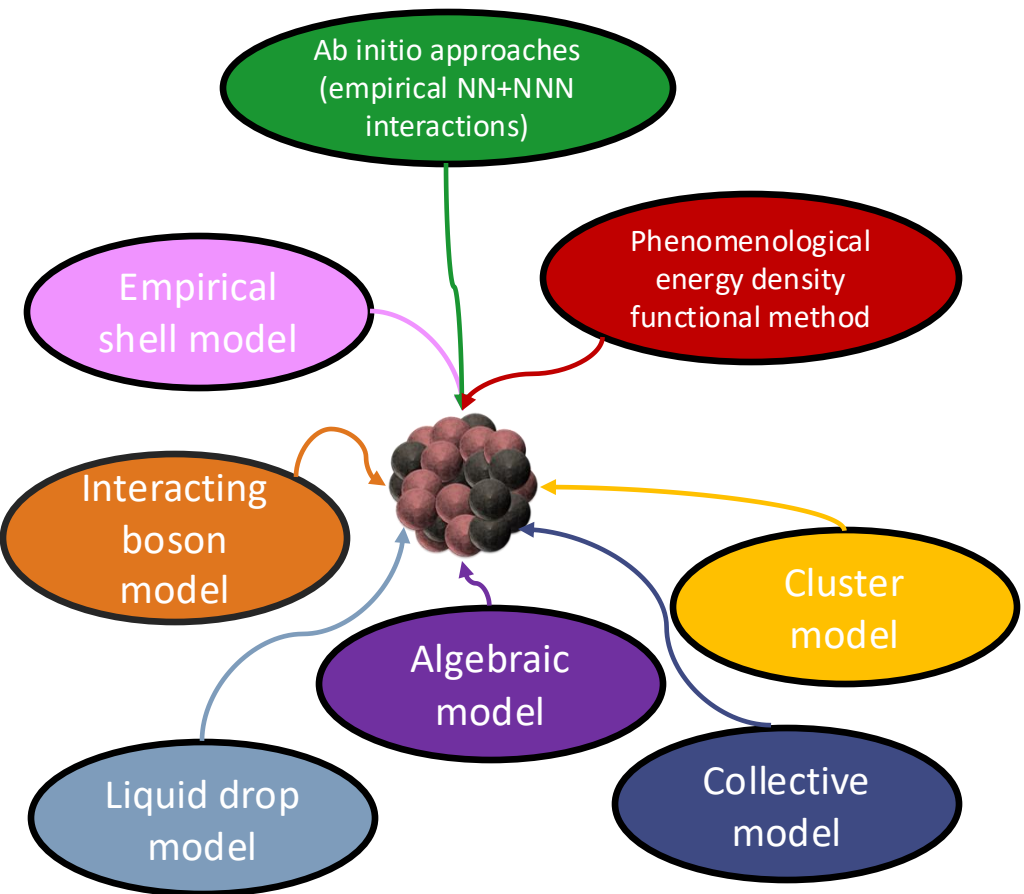 Ab initio approaches
(empirical NN+NNN
interactions)
Phenomenological
energy density
functional method
Empirical
shell model
Interacting
boson
model
Cluster
model
Algebraic
model
Liquid drop
model
Collective
model